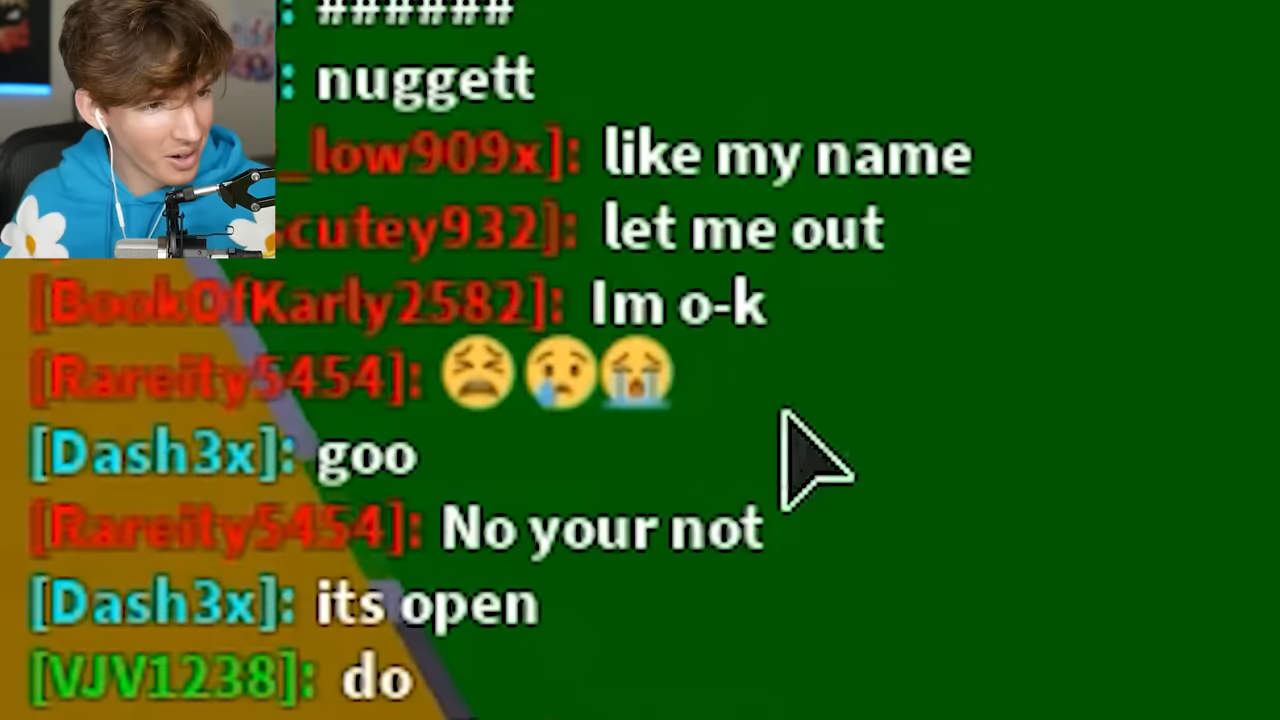 : ######
: nuggett
_low909x]: like my name
scutey932]: let me out
[BookOfKarly2582]: Im o-k
[Rareity5454]: 😫😢😭
[Dash3x]: goo
[Rareity5454]: No your not
[Dash3x]: its open
[VJV1238]: do